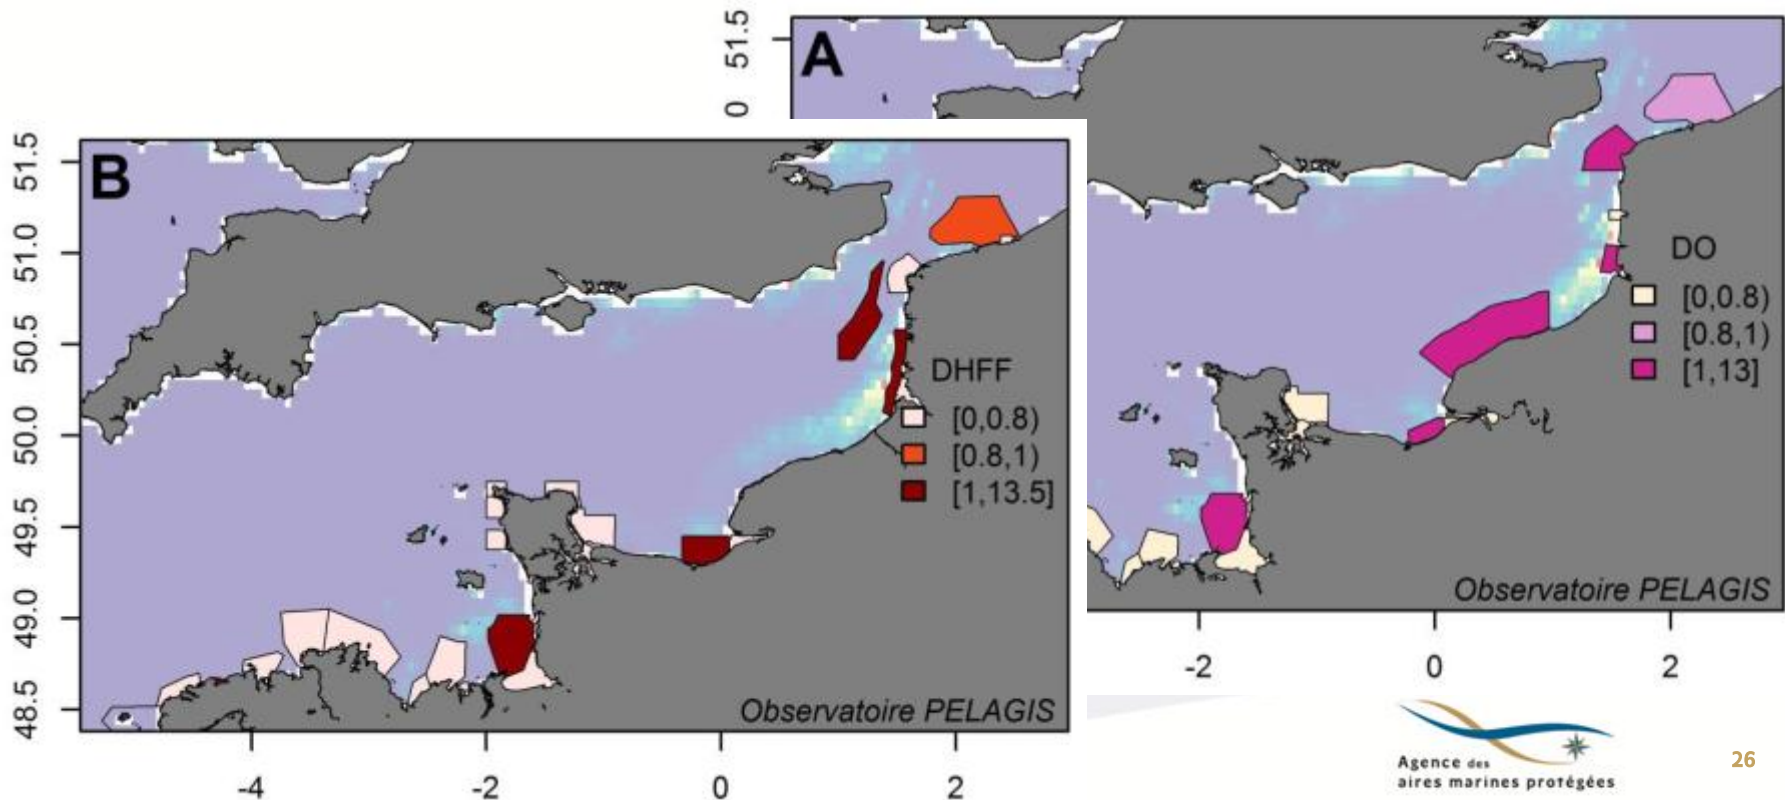 A
51.5
0
DO
[0,0.8)
[0.8,1)
[1,13]
Observatoire PELAGIS
-2
0
2
B
51.5
51.0
50.5
50.0
49.5
49.0
48.5
DHFF
[0,0.8)
[0.8,1)
[1,13.5]
Observatoire PELAGIS
-4
-2
0
2
Agence des
aires marines protégées
26